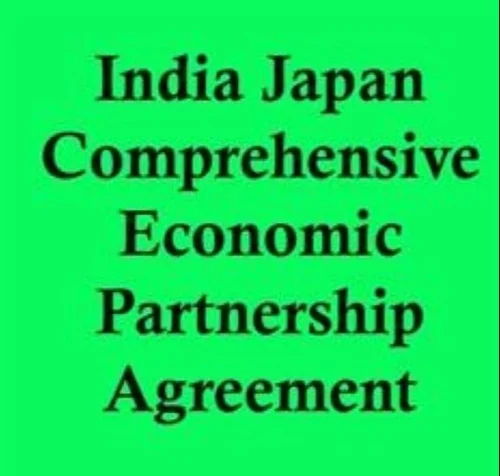 India Japan
Comprehensive
Economic
Partnership
Agreement